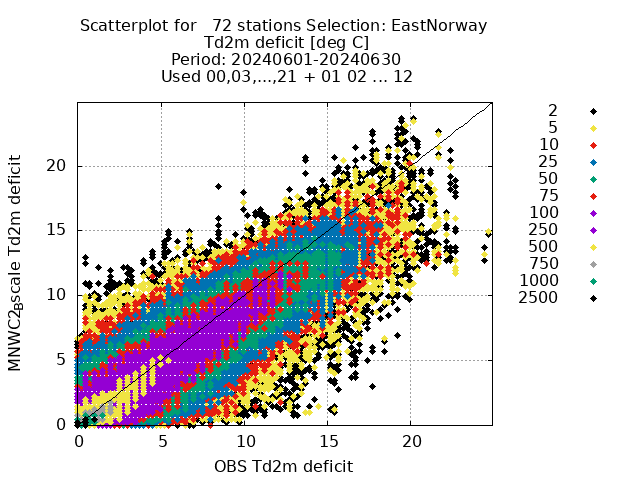 Scatterplot for 72 stations Selection: EastNorway
Td2m deficit [deg C]
Period: 20240601-20240630
Used 00,03,...,21 + 01 02 ... 12
MNWC2.8scale Td2m deficit
20
15
10
5
0
0 5 10 15 20
OBS Td2m deficit
2
5
10
25
50
75
100
250
500
750
1000
2500